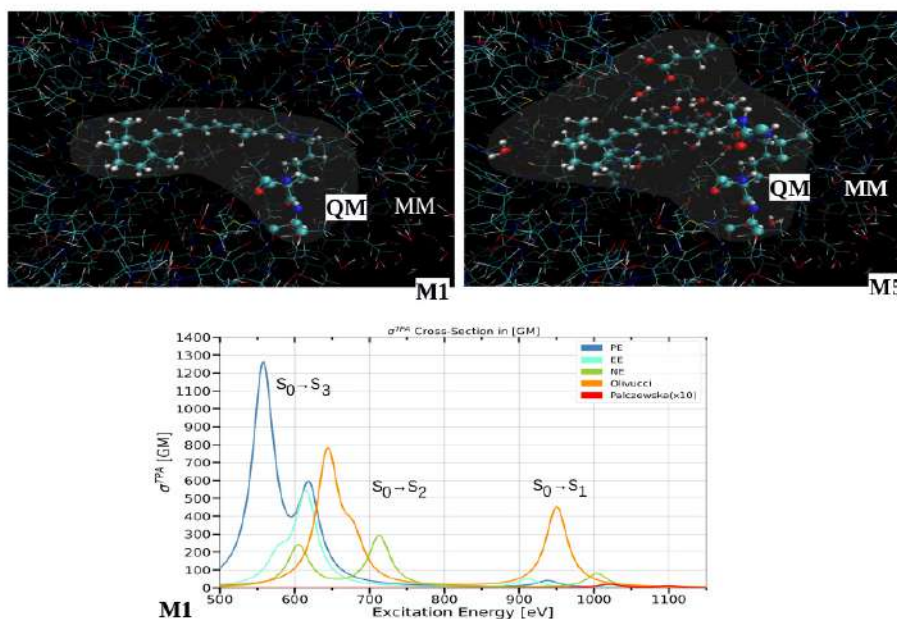 QM MM
M1
QM MM
M5
σᵀᴾᴬ Cross-Section in [GM]
1400
1300
1200
1100
1000
900
800
700
600
500
400
300
200
100
0
σᵀᴾᴬ [GM]
S₀→S₃
S₀→S₂
S₀→S₁
PE
EE
NE
Olivucci
Palczewska(x10)
500 600 700 800 900 1000 1100
Excitation Energy [eV]
M1